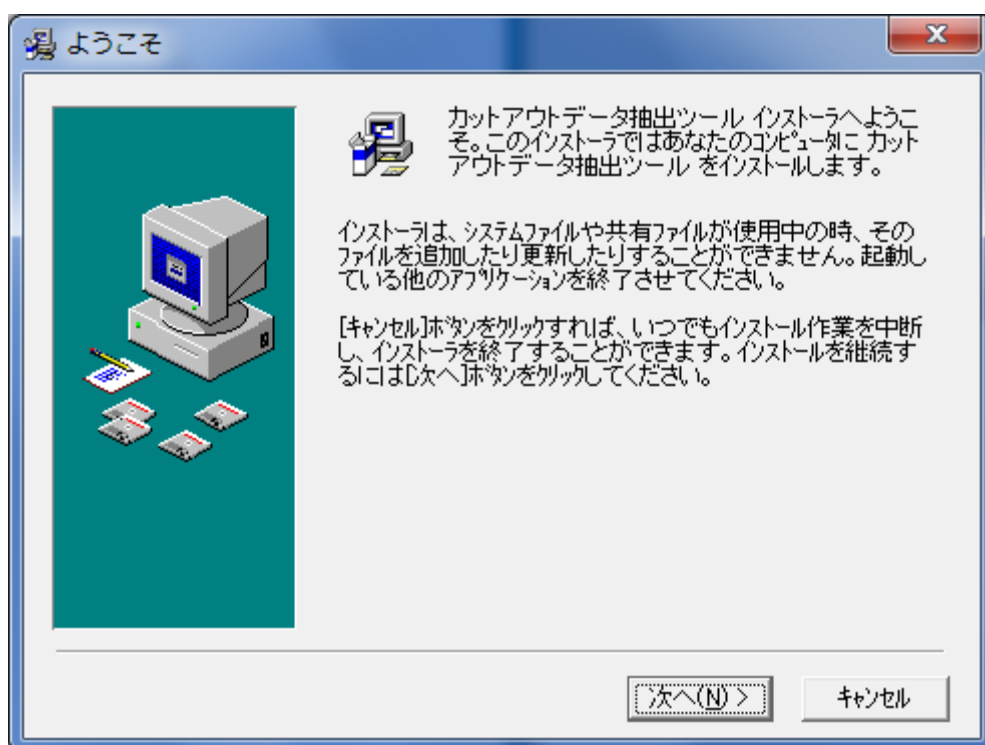 ようこそ
カットアウトデータ抽出ツール インストーラへようこ
そ。このインストーラではあなたのコンピュータに カット
アウトデータ抽出ツール をインストールします。
インストーラは、システムファイルや共有ファイルが使用中の時、その
ファイルを追加したり更新したりすることができません。起動し
ている他のアプリケーションを終了させてください。
[キャンセル]ボタンをクリックすれば、いつでもインストール作業を中断
し、インストーラを終了することができます。インストールを継続す
るには[次へ]ボタンをクリックしてください。
次へ(N) >
キャンセル